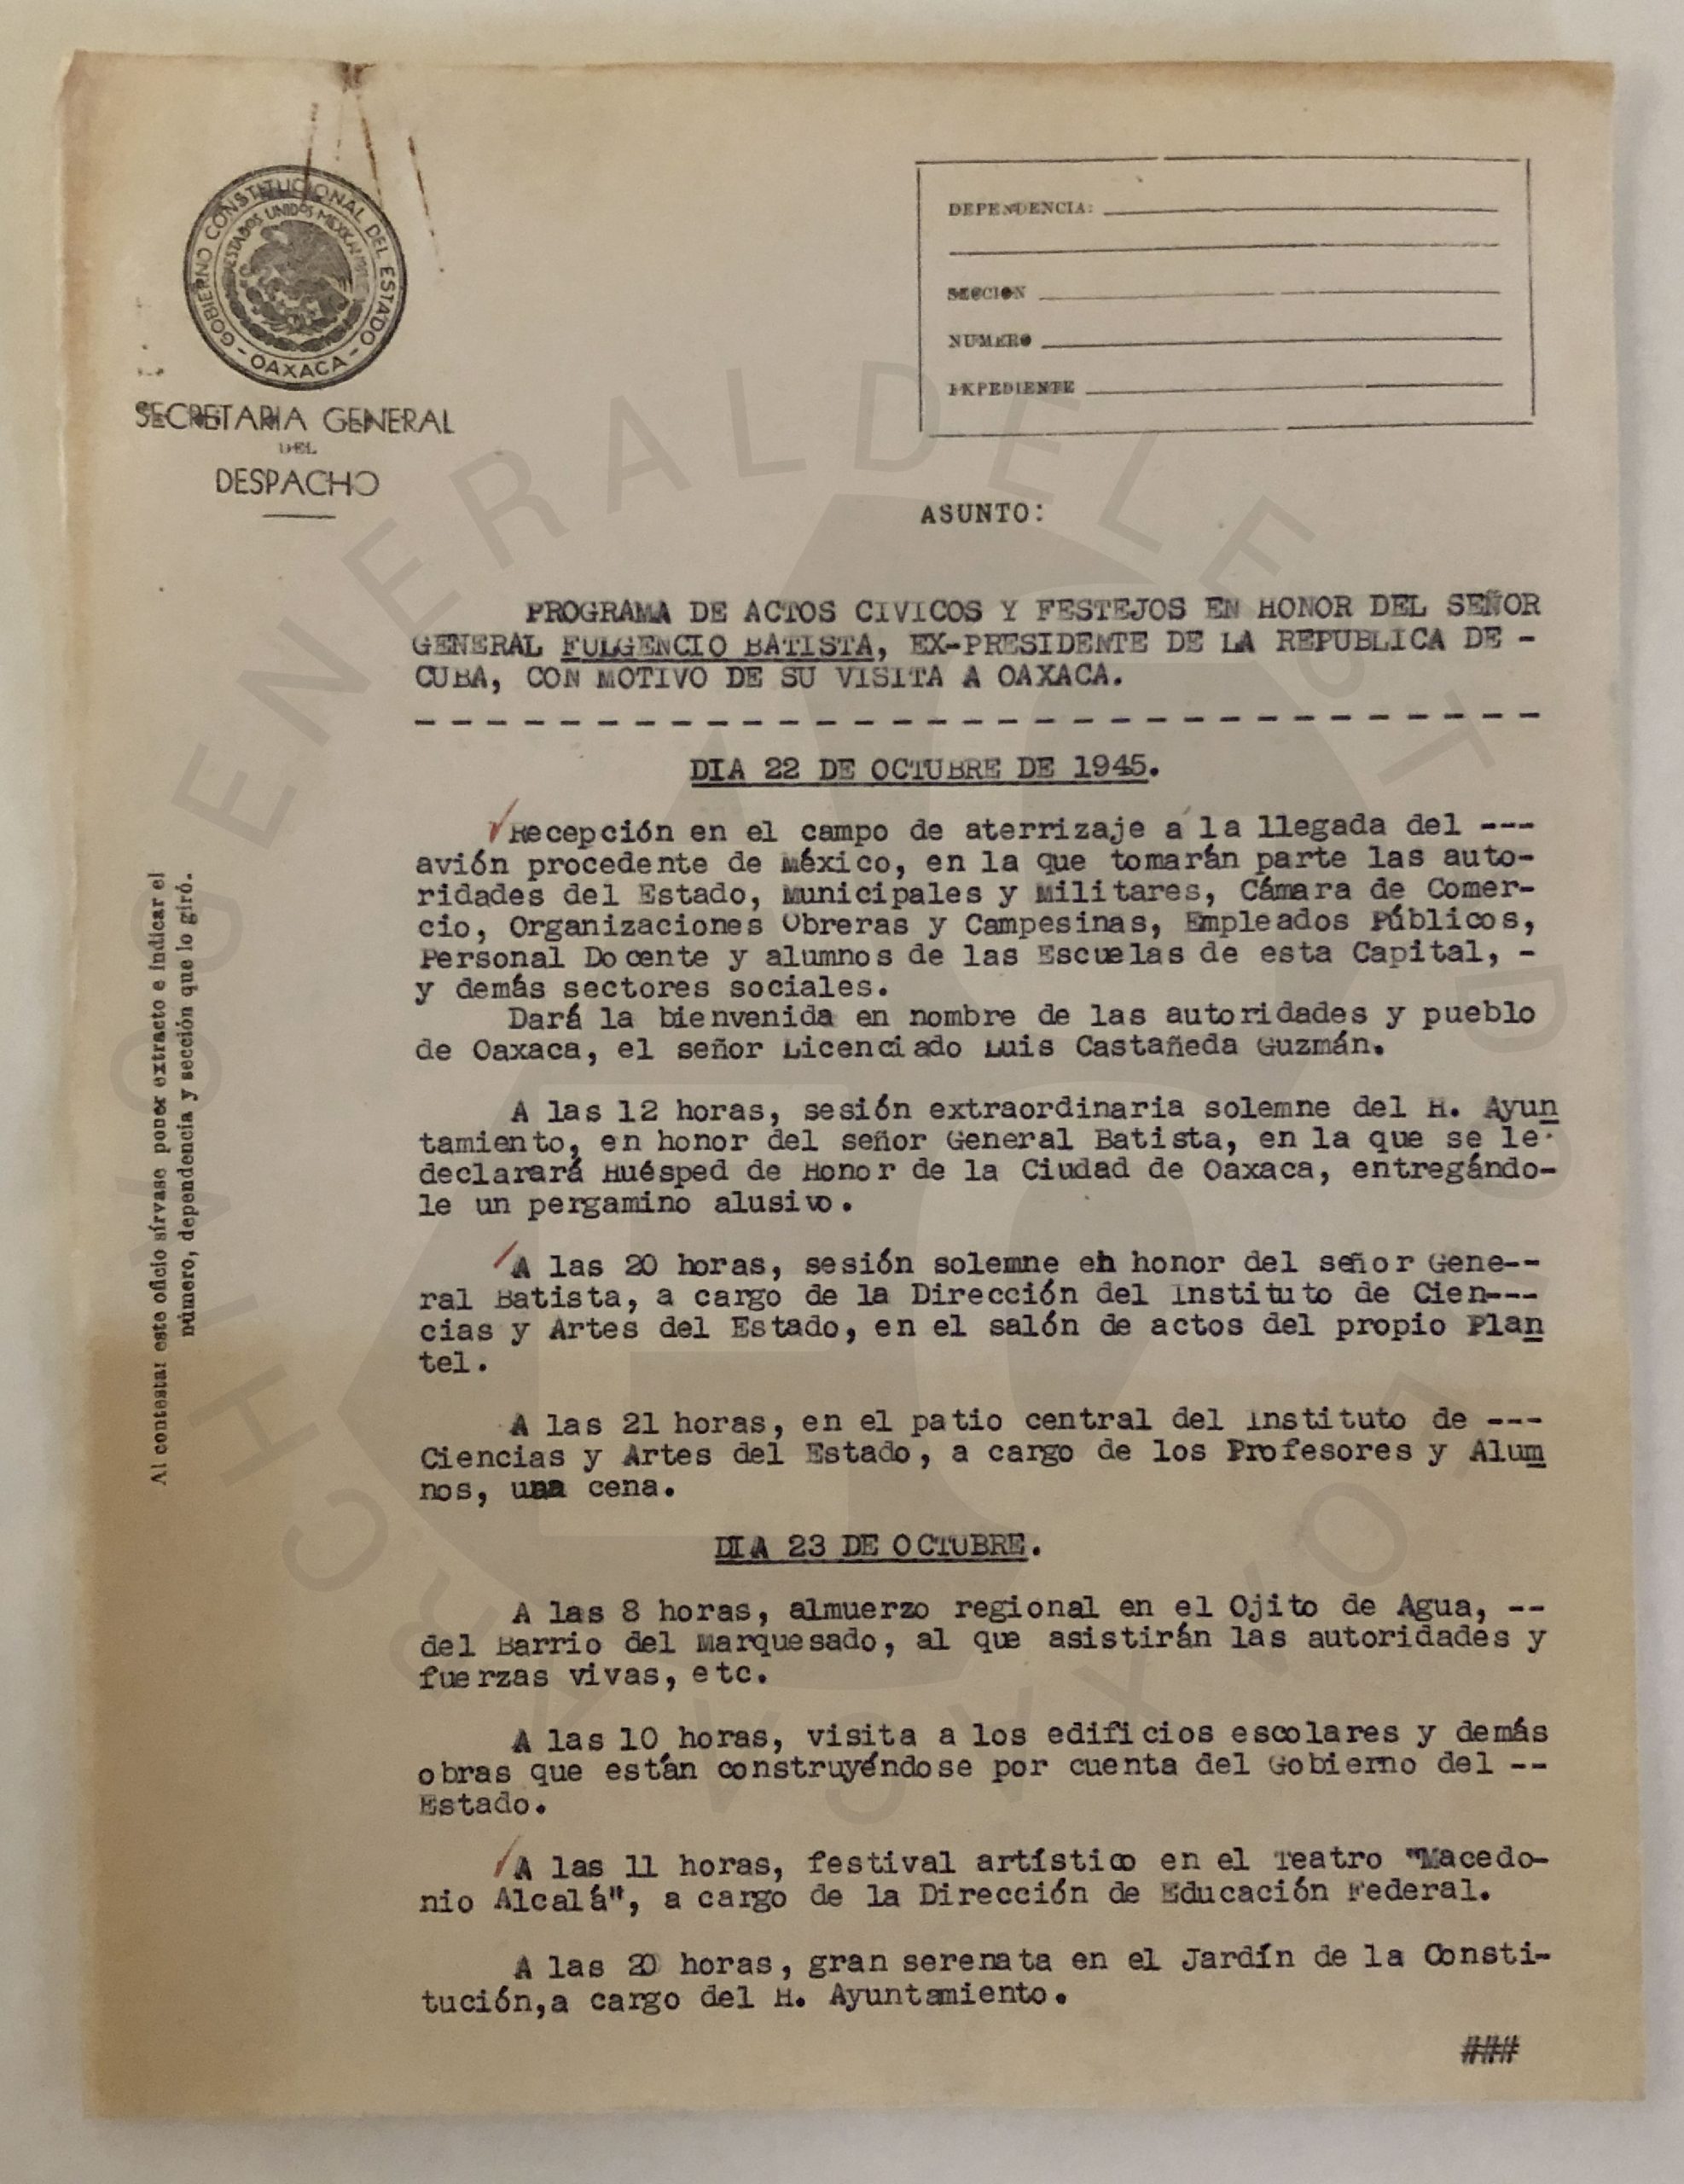 GOBIERNO CONSTITUCIONAL DEL ESTADO
- OAXACA -
ESTADOS UNIDOS MEXICANOS
SECRETARIA GENERAL
DEL
DESPACHO
DEPENDENCIA:
SECCION
NUMERO
EXPEDIENTE
ASUNTO:
PROGRAMA DE ACTOS CIVICOS Y FESTEJOS EN HONOR DEL SEÑOR
GENERAL FULGENCIO BATISTA, EX-PRESIDENTE DE LA REPUBLICA DE -
CUBA, CON MOTIVO DE SU VISITA A OAXACA.
- - - - - - - - - - - - - - - - - - - - - - - - - - - - - - -
DIA 22 DE OCTUBRE DE 1945.
Recepción en el campo de aterrizaje a la llegada del ---
avión procedente de México, en la que tomarán parte las auto-
ridades del Estado, Municipales y Militares, Cámara de Comer-
cio, Organizaciones Obreras y Campesinas, Empleados Públicos,
Personal Docente y alumnos de las Escuelas de esta Capital, -
y demás sectores sociales.
Dará la bienvenida en nombre de las autoridades y pueblo
de Oaxaca, el señor Licenciado Luis Castañeda Guzmán.
A las 12 horas, sesión extraordinaria solemne del H. Ayun
tamiento, en honor del señor General Batista, en la que se le
declarará Huésped de Honor de la Ciudad de Oaxaca, entregándo-
le un pergamino alusivo.
A las 20 horas, sesión solemne en honor del señor Gene--
ral Batista, a cargo de la Dirección del Instituto de Cien---
cias y Artes del Estado, en el salón de actos del propio Plan
tel.
A las 21 horas, en el patio central del Instituto de ---
Ciencias y Artes del Estado, a cargo de los Profesores y Alum
nos, una cena.
DIA 23 DE OCTUBRE.
A las 8 horas, almuerzo regional en el Ojito de Agua, --
del Barrio del Marquesado, al que asistirán las autoridades y
fuerzas vivas, etc.
A las 10 horas, visita a los edificios escolares y demás
obras que están construyéndose por cuenta del Gobierno del --
Estado.
A las 11 horas, festival artístico en el Teatro "Macedo-
nio Alcalá", a cargo de la Dirección de Educación Federal.
A las 20 horas, gran serenata en el Jardín de la Consti-
tución,a cargo del H. Ayuntamiento.
###
Al contestar este oficio sírvase poner extracto e indicar el
número, dependencia y sección que lo giró.
ARCHIVO GENERAL DEL ESTADO DE OAXACA